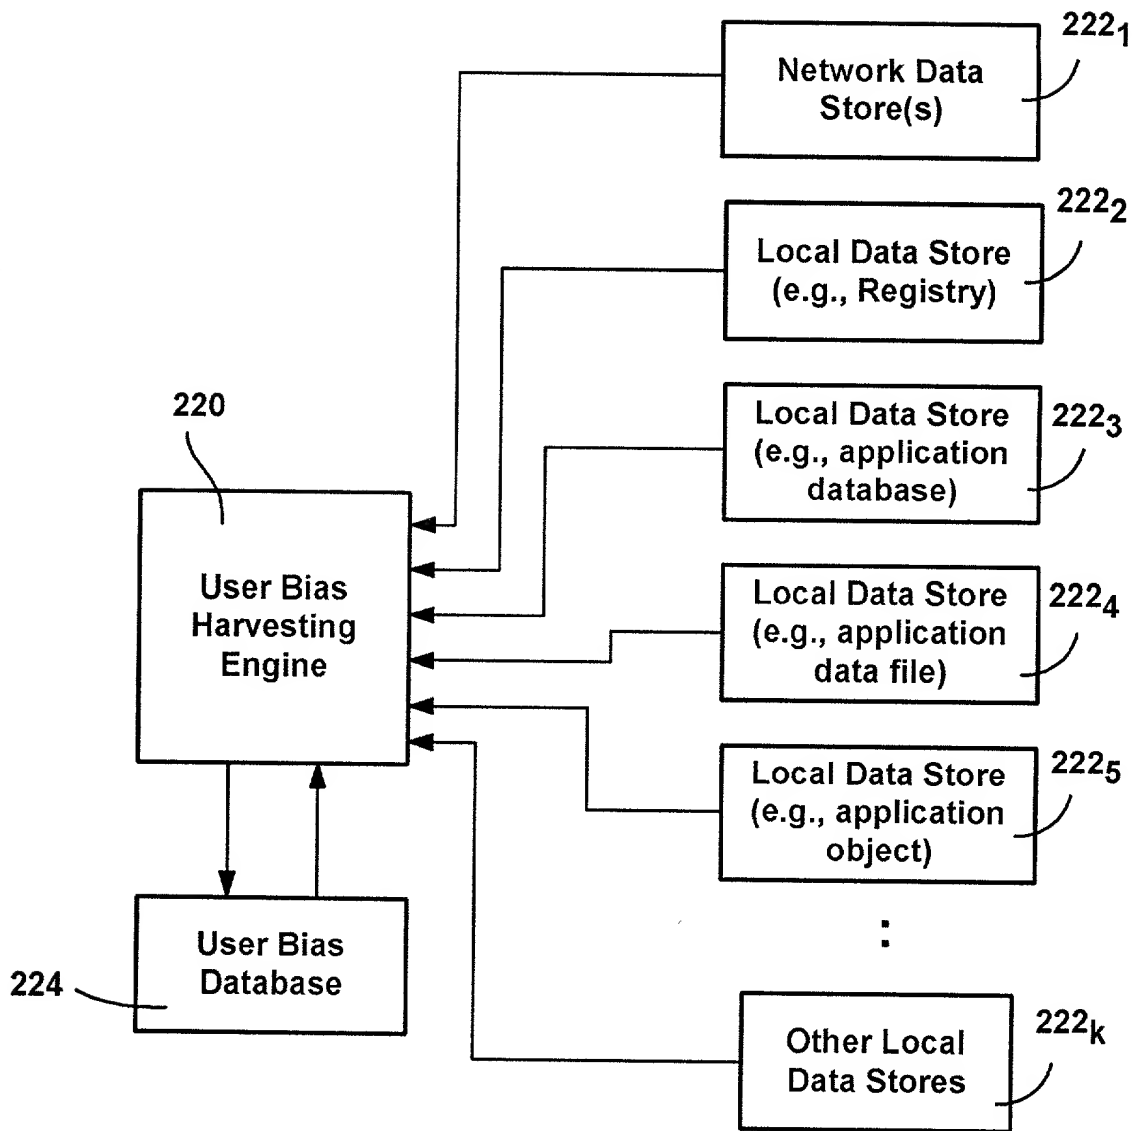 222₁
Network Data
Store(s)
222₂
Local Data Store
(e.g., Registry)
222₃
Local Data Store
(e.g., application
database)
220
User Bias
Harvesting
Engine
222₄
Local Data Store
(e.g., application
data file)
222₅
Local Data Store
(e.g., application
object)
:
User Bias
Database
224
222ₖ
Other Local
Data Stores